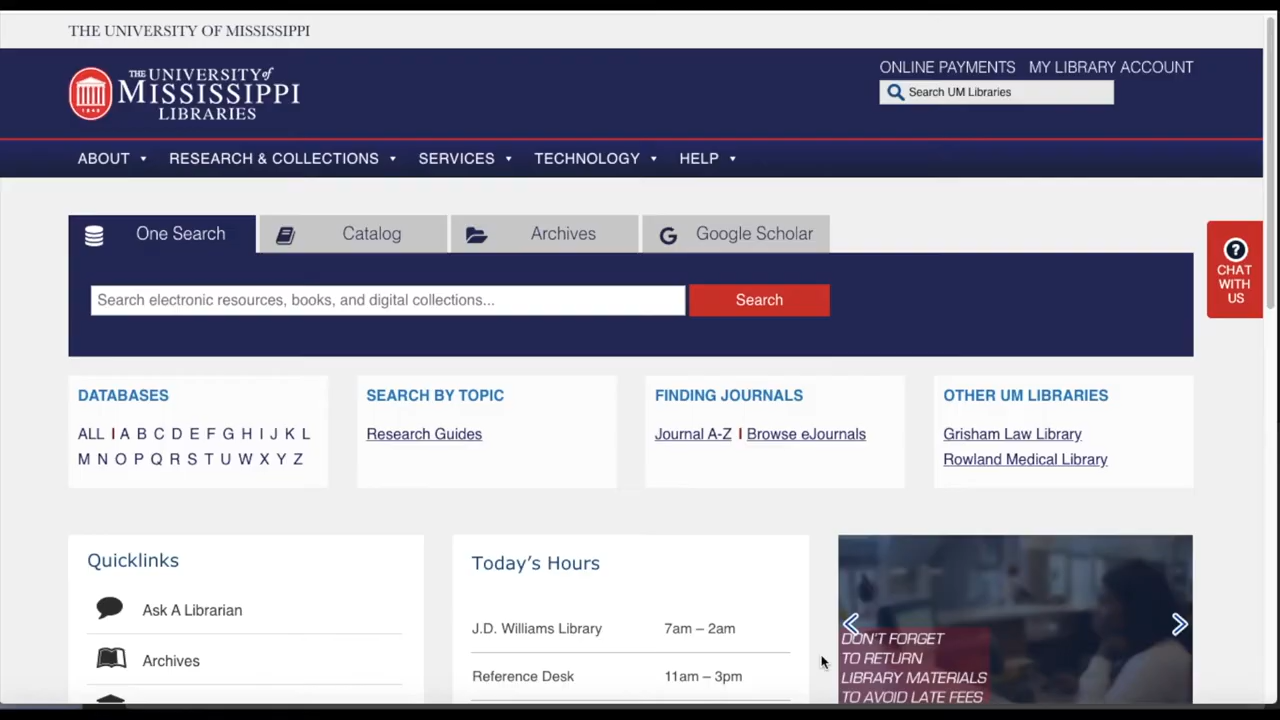 THE UNIVERSITY OF MISSISSIPPI
THE UNIVERSITY of
MISSISSIPPI
LIBRARIES
1848
ONLINE PAYMENTS MY LIBRARY ACCOUNT
Search UM Libraries
ABOUT RESEARCH & COLLECTIONS SERVICES TECHNOLOGY HELP
One Search Catalog Archives G Google Scholar
Search electronic resources, books, and digital collections... Search
? CHAT
WITH
US
DATABASES
ALL I A B C D E F G H I J K L
M N O P Q R S T U W X Y Z
SEARCH BY TOPIC
Research Guides
FINDING JOURNALS
Journal A-Z I Browse eJournals
OTHER UM LIBRARIES
Grisham Law Library
Rowland Medical Library
Quicklinks
Ask A Librarian
Archives
Today's Hours
J.D. Williams Library 7am – 2am
Reference Desk 11am – 3pm
DON'T FORGET
TO RETURN
LIBRARY MATERIALS
TO AVOID LATE FEES